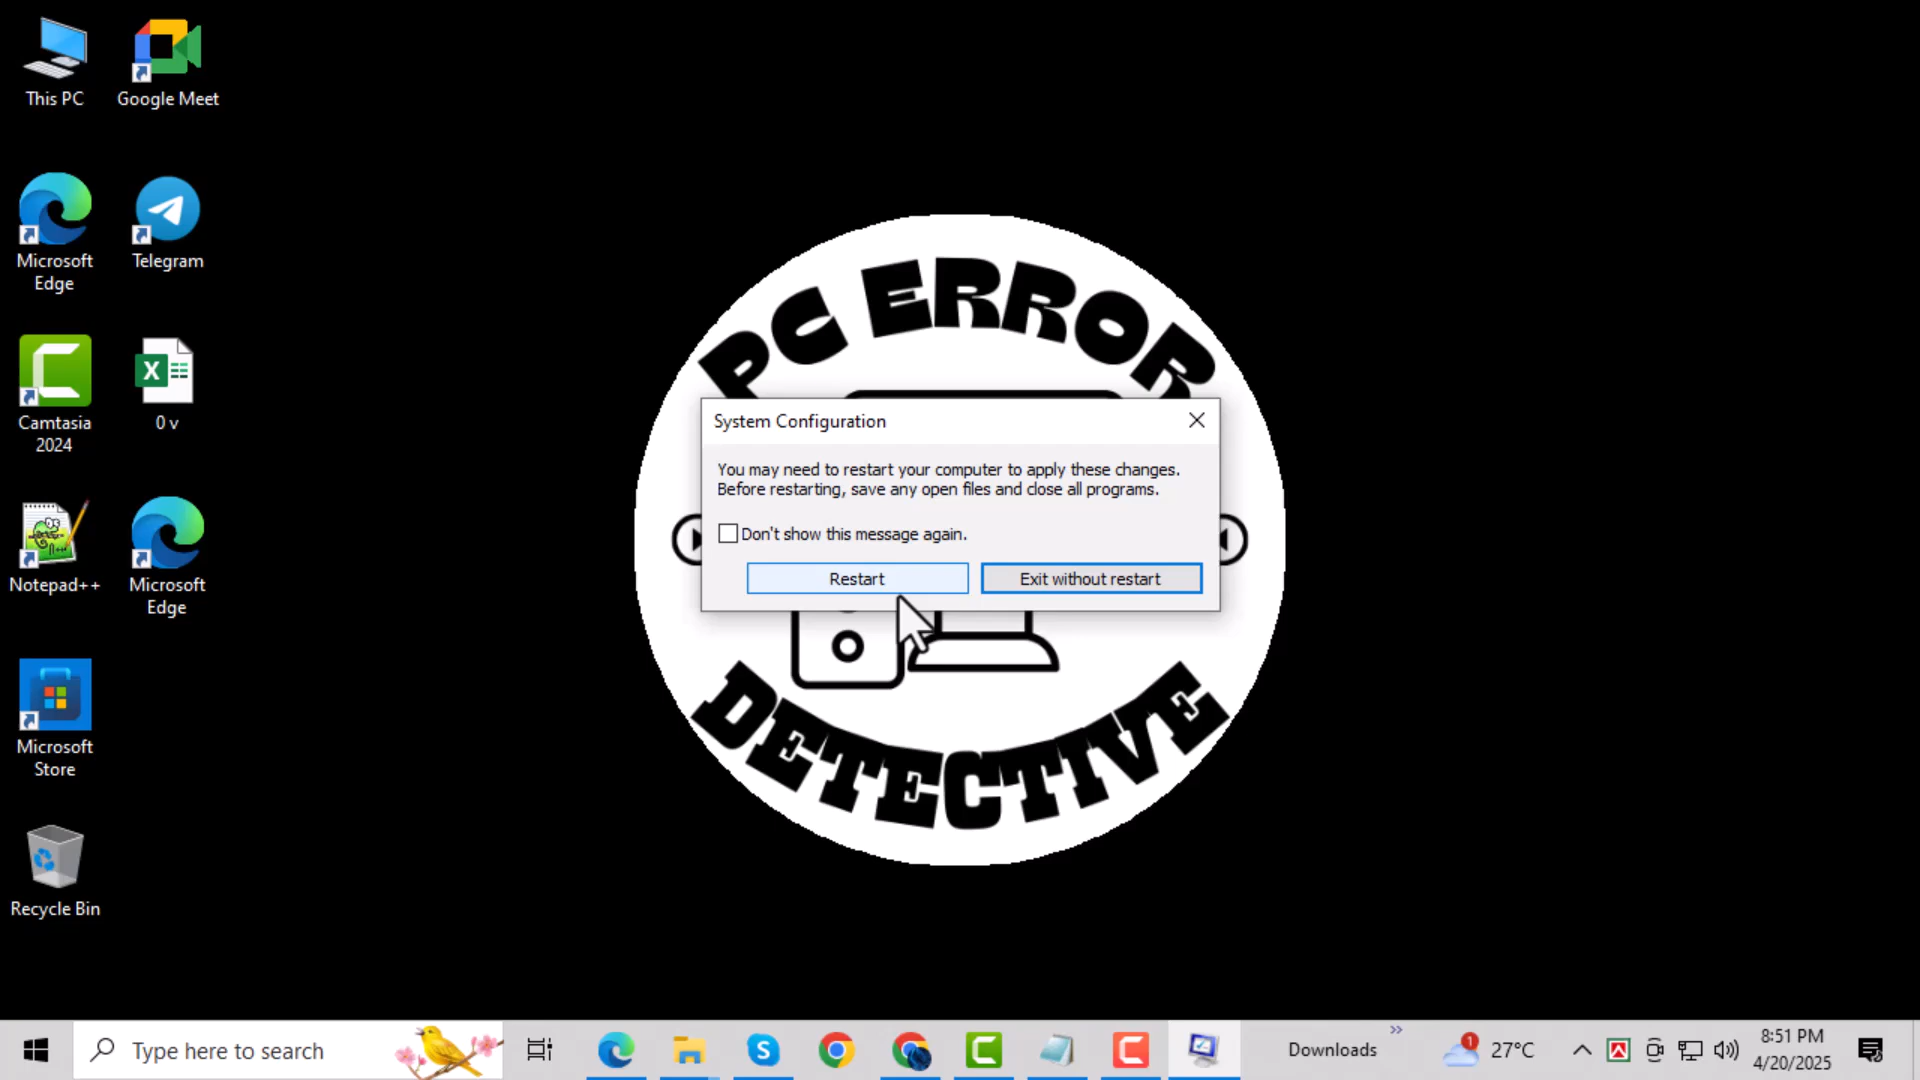 This PC
Google Meet
Microsoft
Edge
Telegram
Camtasia
2024
0 v
Notepad++
Microsoft
Edge
Microsoft
Store
Recycle Bin
PC ERROR
System Configuration
You may need to restart your computer to apply these changes.
Before restarting, save any open files and close all programs.
Don't show this message again.
Restart
Exit without restart
DETECTIVE
Type here to search
Downloads
1
27°C
8:51 PM
4/20/2025